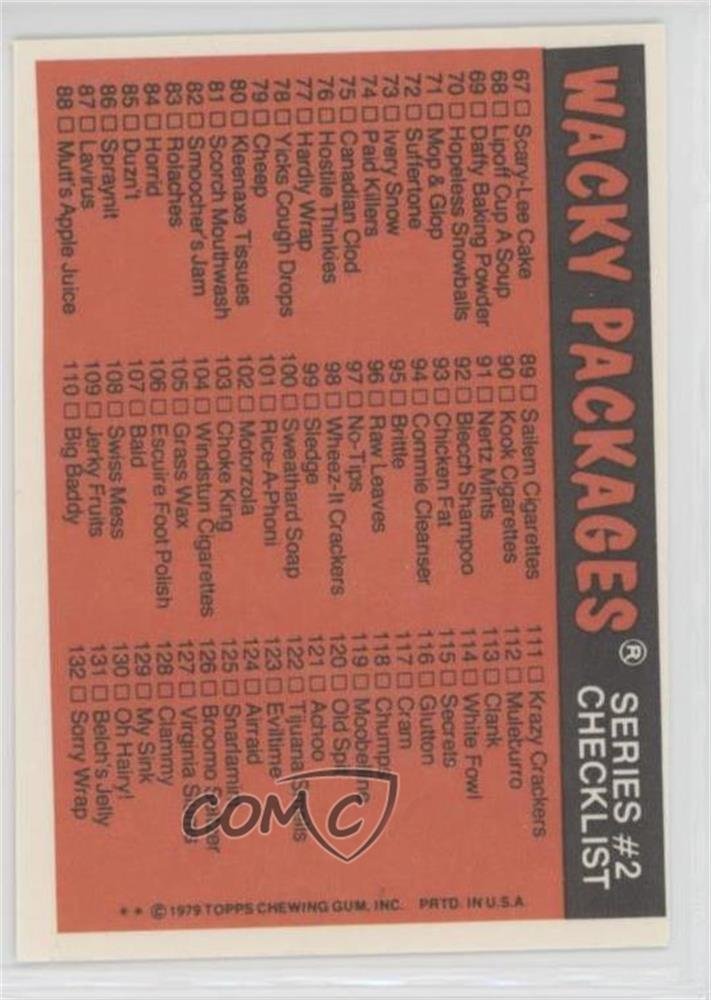 WACKY PACKAGES® SERIES #2 CHECKLIST
67 Scary-Lee Cake
68 Lipoff Cup A Soup
69 Daffy Baking Powder
70 Hopeless Snowballs
71 Mop & Glop
72 Suffertone
73 Ivery Snow
74 Paid Killers
75 Canadian Clod
76 Hostile Thinkies
77 Hardly Wrap
78 Yicks Cough Drops
79 Cheep
80 Kleenaxe Tissues
81 Scorch Mouthwash
82 Smoocher's Jam
83 Rolaches
84 Horrid
85 Duzn't
86 Spraynit
87 Lavirus
88 Mutt's Apple Juice
89 Sailem Cigarettes
90 Kook Cigarettes
91 Nertz Mints
92 Blecch Shampoo
93 Chicken Fat
94 Commie Cleanser
95 Brittle
96 Raw Leaves
97 No-Tips
98 Wheez-It Crackers
99 Sledge
100 Sweathard Soap
101 Rice-A-Phoni
102 Motorzola
103 Choke King
104 Windstun Cigarettes
105 Grass Wax
106 Escuire Foot Polish
107 Bald
108 Swiss Mess
109 Jerky Fruits
110 Big Baddy
111 Krazy Crackers
112 Muleburro
113 Clank
114 White Fowl
115 Secrets
116 Glutton
117 Cram
118
119
120 Old
121 Achoo
122 Tijuana
123 Eviltime
124 Airraid
125
126 Broomo
127 Virginia
128 Clammy
129 My Sink
130 Oh Hairy!
131 Belch's Jelly
132 Sorry Wrap
** © 1979 TOPPS CHEWING GUM, INC. PRTD. IN U.S.A.
COMC